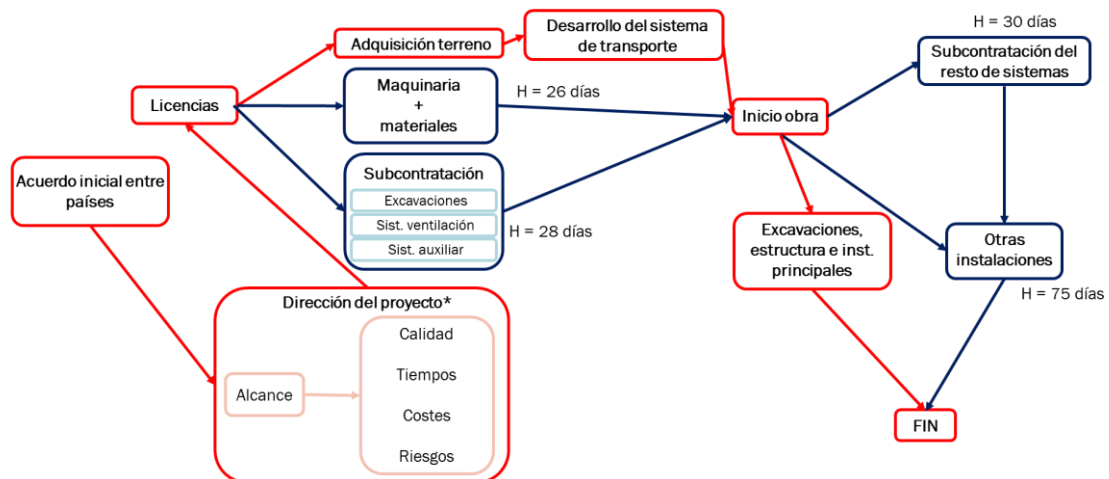 H = 30 días
Adquisición terreno
Desarrollo del sistema
de transporte
Subcontratación del
resto de sistemas
Licencias
Maquinaria
+
materiales
H = 26 días
Inicio obra
Acuerdo inicial entre
países
Subcontratación
Excavaciones
Sist. ventilación
Sist. auxiliar
H = 28 días
Excavaciones,
estructura e inst.
principales
Otras
instalaciones
H = 75 días
Dirección del proyecto*
Alcance
Calidad
Tiempos
Costes
Riesgos
FIN